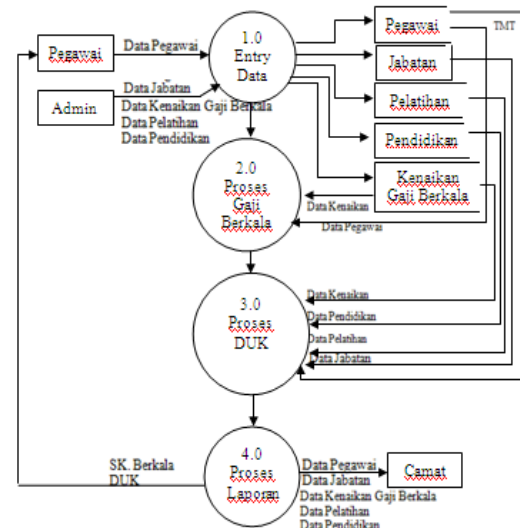 Pegawai
Data Pegawai
1.0
Entry
Data
Pegawai
TMT
Jabatan
Admin
Data Jabatan
Data Kenaikan Gaji Berkala
Data Pelatihan
Data Pendidikan
Pelatihan
Pendidikan
Kenaikan
Gaji Berkala
2.0
Proses
Gaji
Berkala
Data Kenaikan
Data Pegawai
3.0
Proses
DUK
Data Kenaikan
Data Pendidikan
Data Pelatihan
Data Jabatan
4.0
Proses
Laporan
SK. Berkala
DUK
Data Pegawai
Data Jabatan
Data Kenaikan Gaji Berkala
Data Pelatihan
Data Pendidikan
Camat